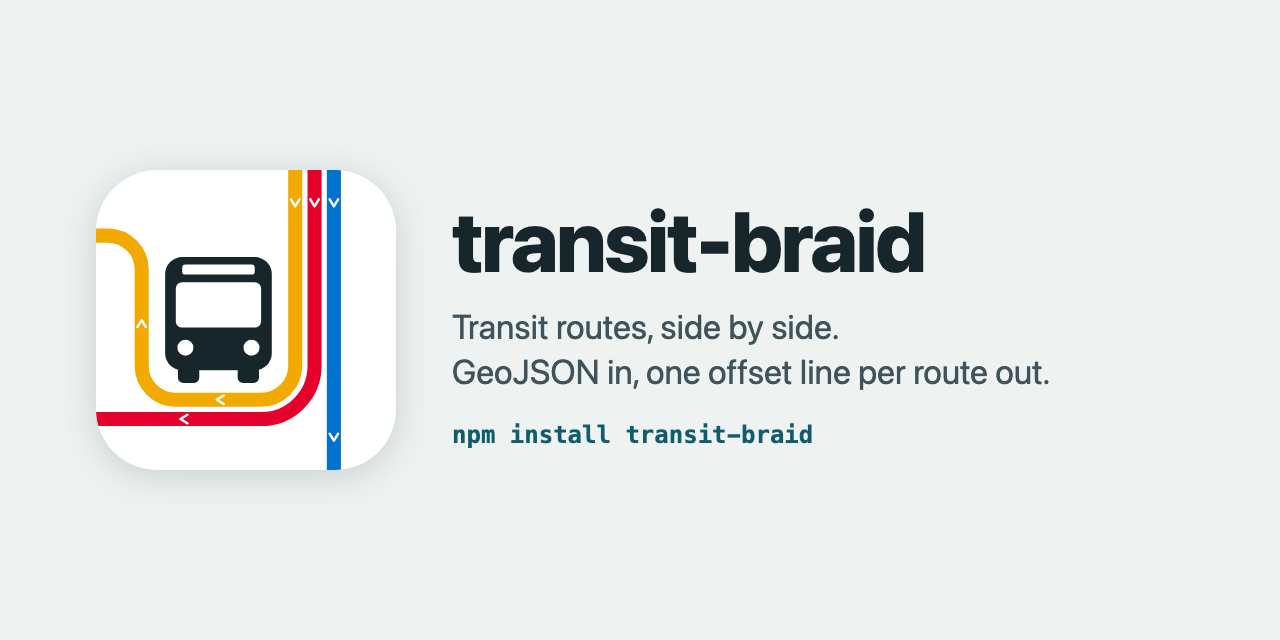 transit-braid
Transit routes, side by side.
GeoJSON in, one offset line per route out.
npm install transit-braid